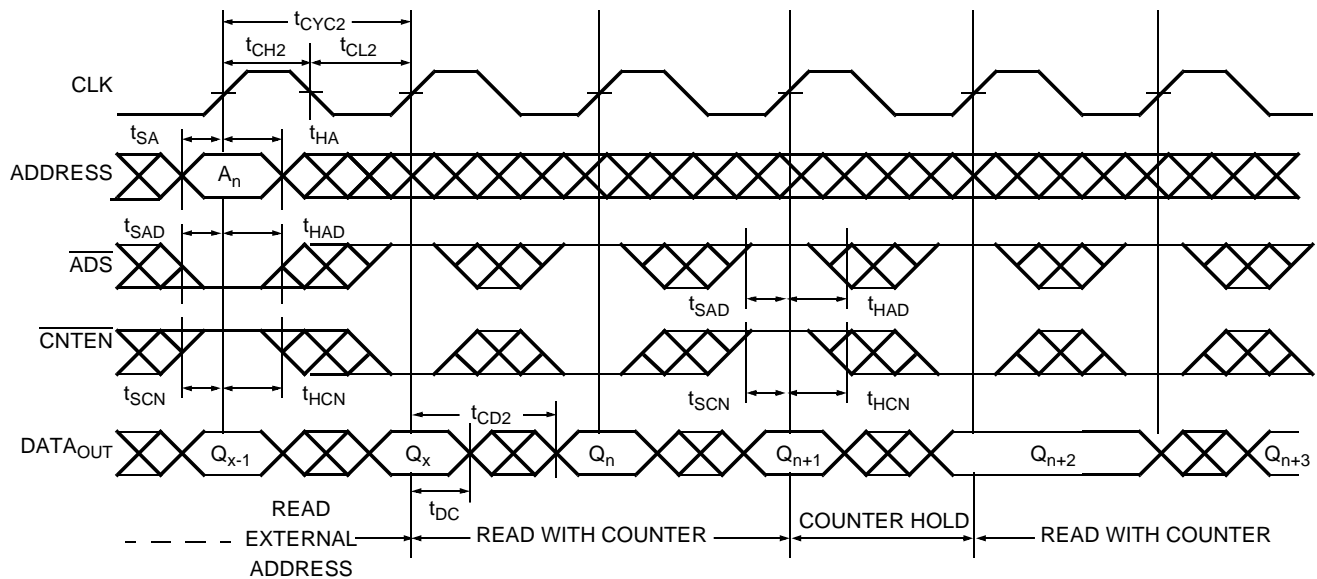 tCYC2
tCH2 tCL2
CLK
tSA tHA
ADDRESS An
tSAD tHAD
ADS
tSAD tHAD
CNTEN
tSCN tHCN tSCN tHCN
tCD2
DATAOUT Qx-1 Qx Qn Qn+1 Qn+2 Qn+3
tDC
READ
EXTERNAL
ADDRESS
READ WITH COUNTER
COUNTER HOLD
READ WITH COUNTER